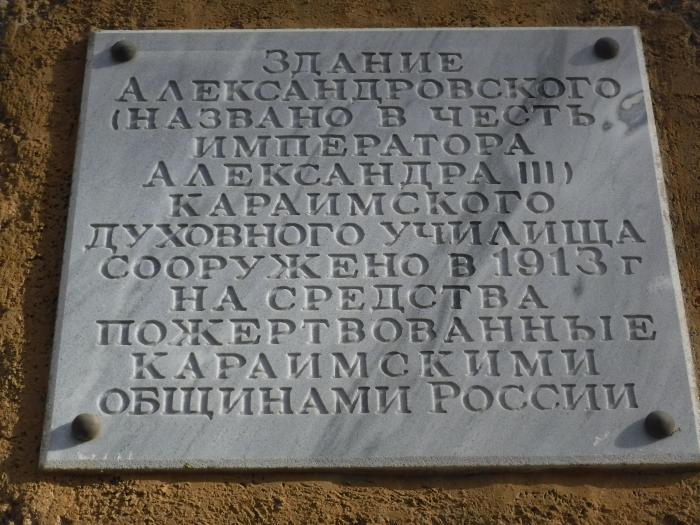 Здание
Александровского
(названо в честь
императора
Александра III)
караимского
духовного училища
сооружено в 1913 г
на средства
пожертвованные
караимскими
общинами России